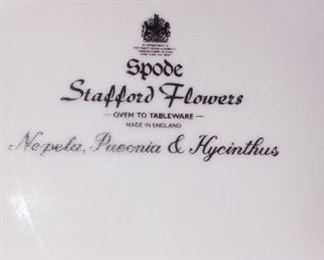 Spode
Stafford Flowers
— OVEN TO TABLEWARE —
MADE IN ENGLAND
Nepeta, Paeonia & Hycinthus